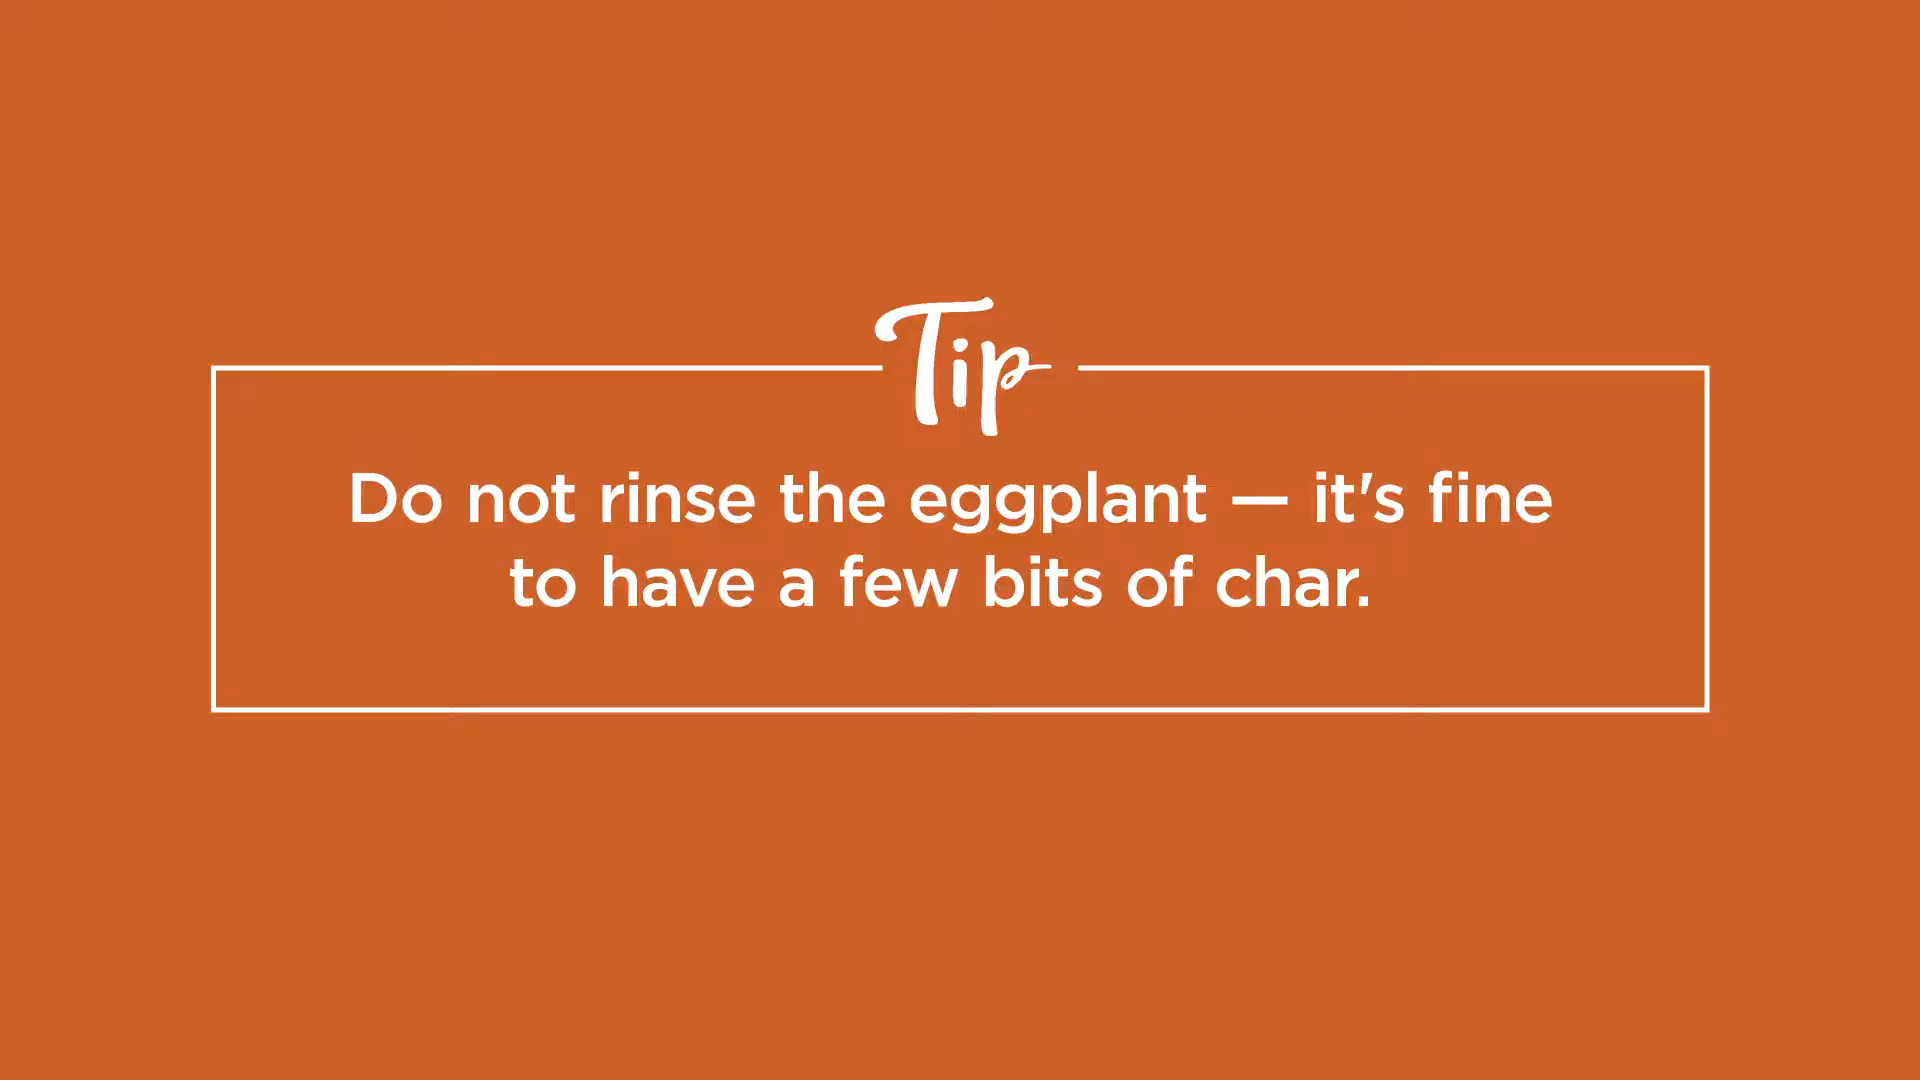 Tip
Do not rinse the eggplant — it's fine
to have a few bits of char.